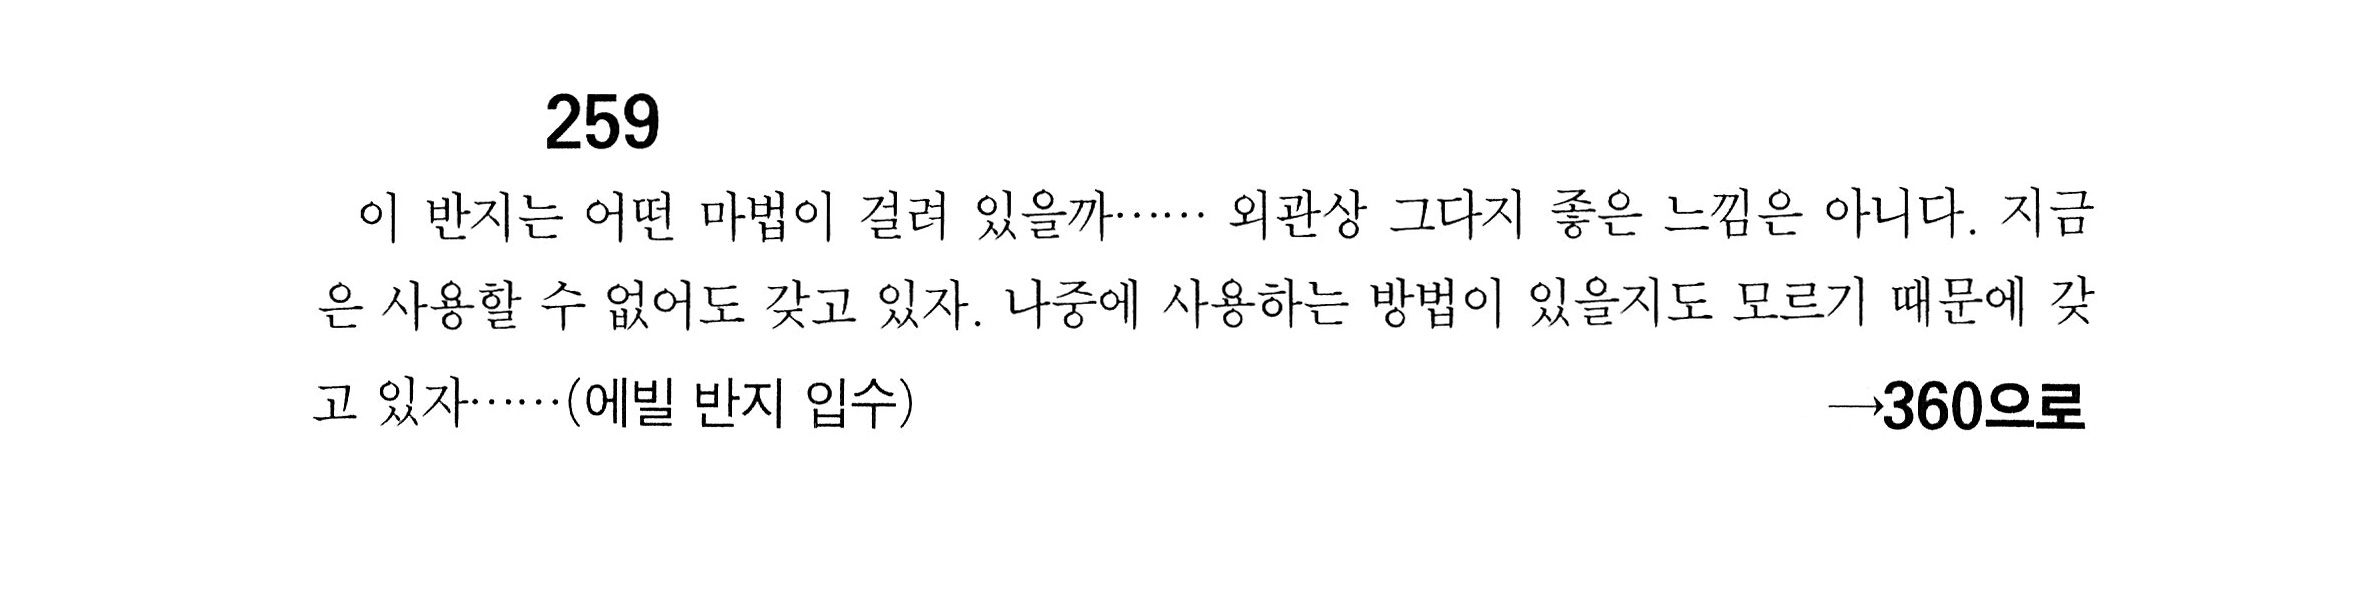 259
이 반지는 어떤 마법이 걸려 있을까…… 외관상 그다지 좋은 느낌은 아니다. 지금
은 사용할 수 없어도 갖고 있자. 나중에 사용하는 방법이 있을지도 모르기 때문에 갖
고 있자……(에빌 반지 입수)
→360으로